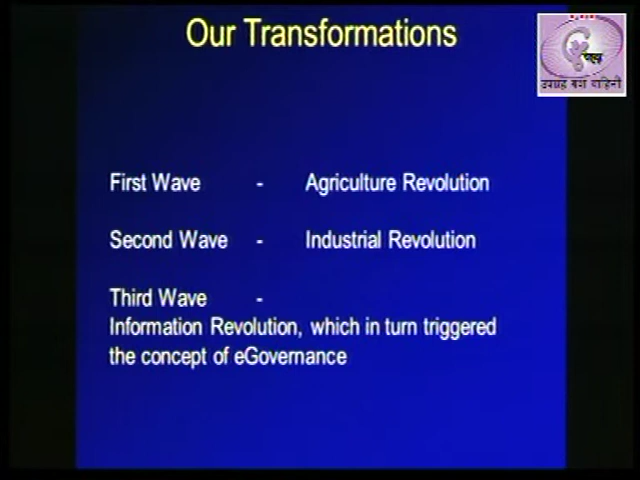 Our Transformations
First Wave - Agriculture Revolution
Second Wave - Industrial Revolution
Third Wave -
Information Revolution, which in turn triggered
the concept of eGovernance